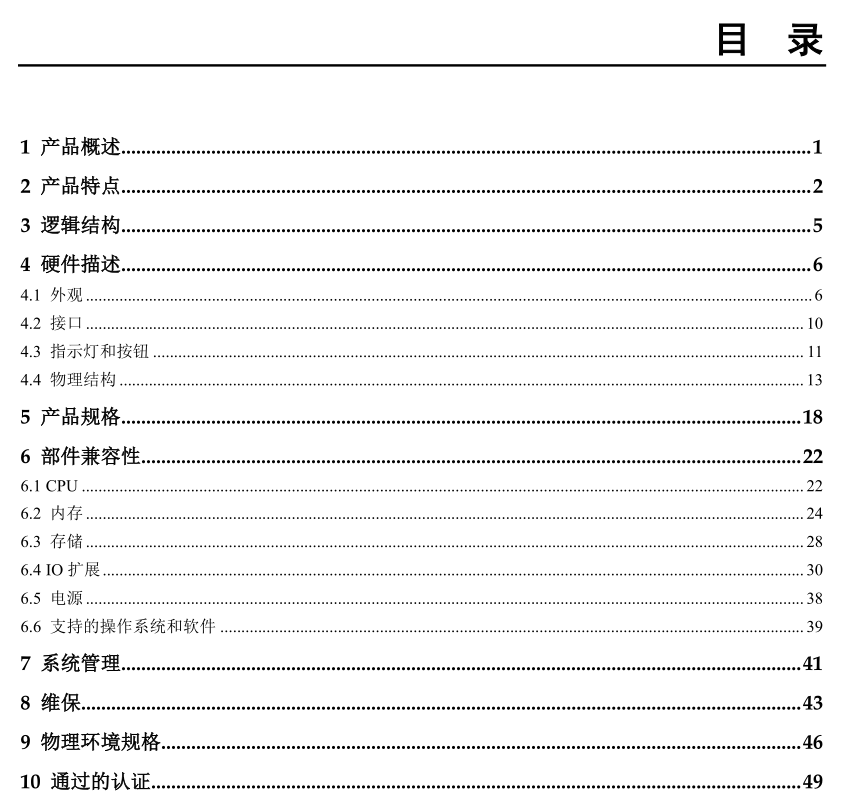 目 录
1 产品概述........................................1
2 产品特点........................................2
3 逻辑结构........................................5
4 硬件描述........................................6
4.1 外观........................................6
4.2 接口........................................10
4.3 指示灯和按钮........................................11
4.4 物理结构........................................13
5 产品规格........................................18
6 部件兼容性........................................22
6.1 CPU........................................22
6.2 内存........................................24
6.3 存储........................................28
6.4 IO 扩展........................................30
6.5 电源........................................38
6.6 支持的操作系统和软件........................................39
7 系统管理........................................41
8 维保........................................43
9 物理环境规格........................................46
10 通过的认证........................................49